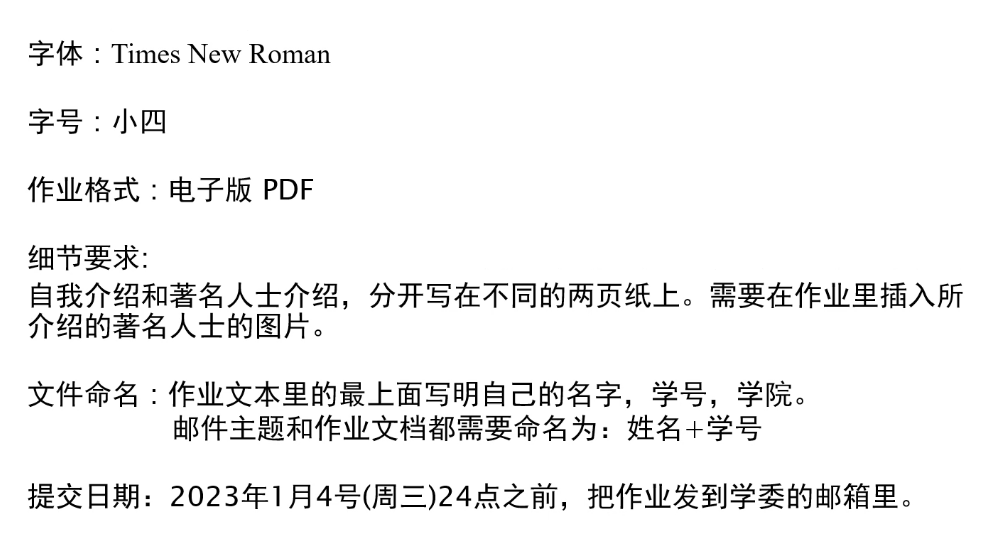 字体：Times New Roman
字号：小四
作业格式：电子版 PDF
细节要求:
自我介绍和著名人士介绍，分开写在不同的两页纸上。需要在作业里插入所
介绍的著名人士的图片。
文件命名：作业文本里的最上面写明自己的名字，学号，学院。
邮件主题和作业文档都需要命名为：姓名+学号
提交日期：2023年1月4号(周三)24点之前，把作业发到学委的邮箱里。